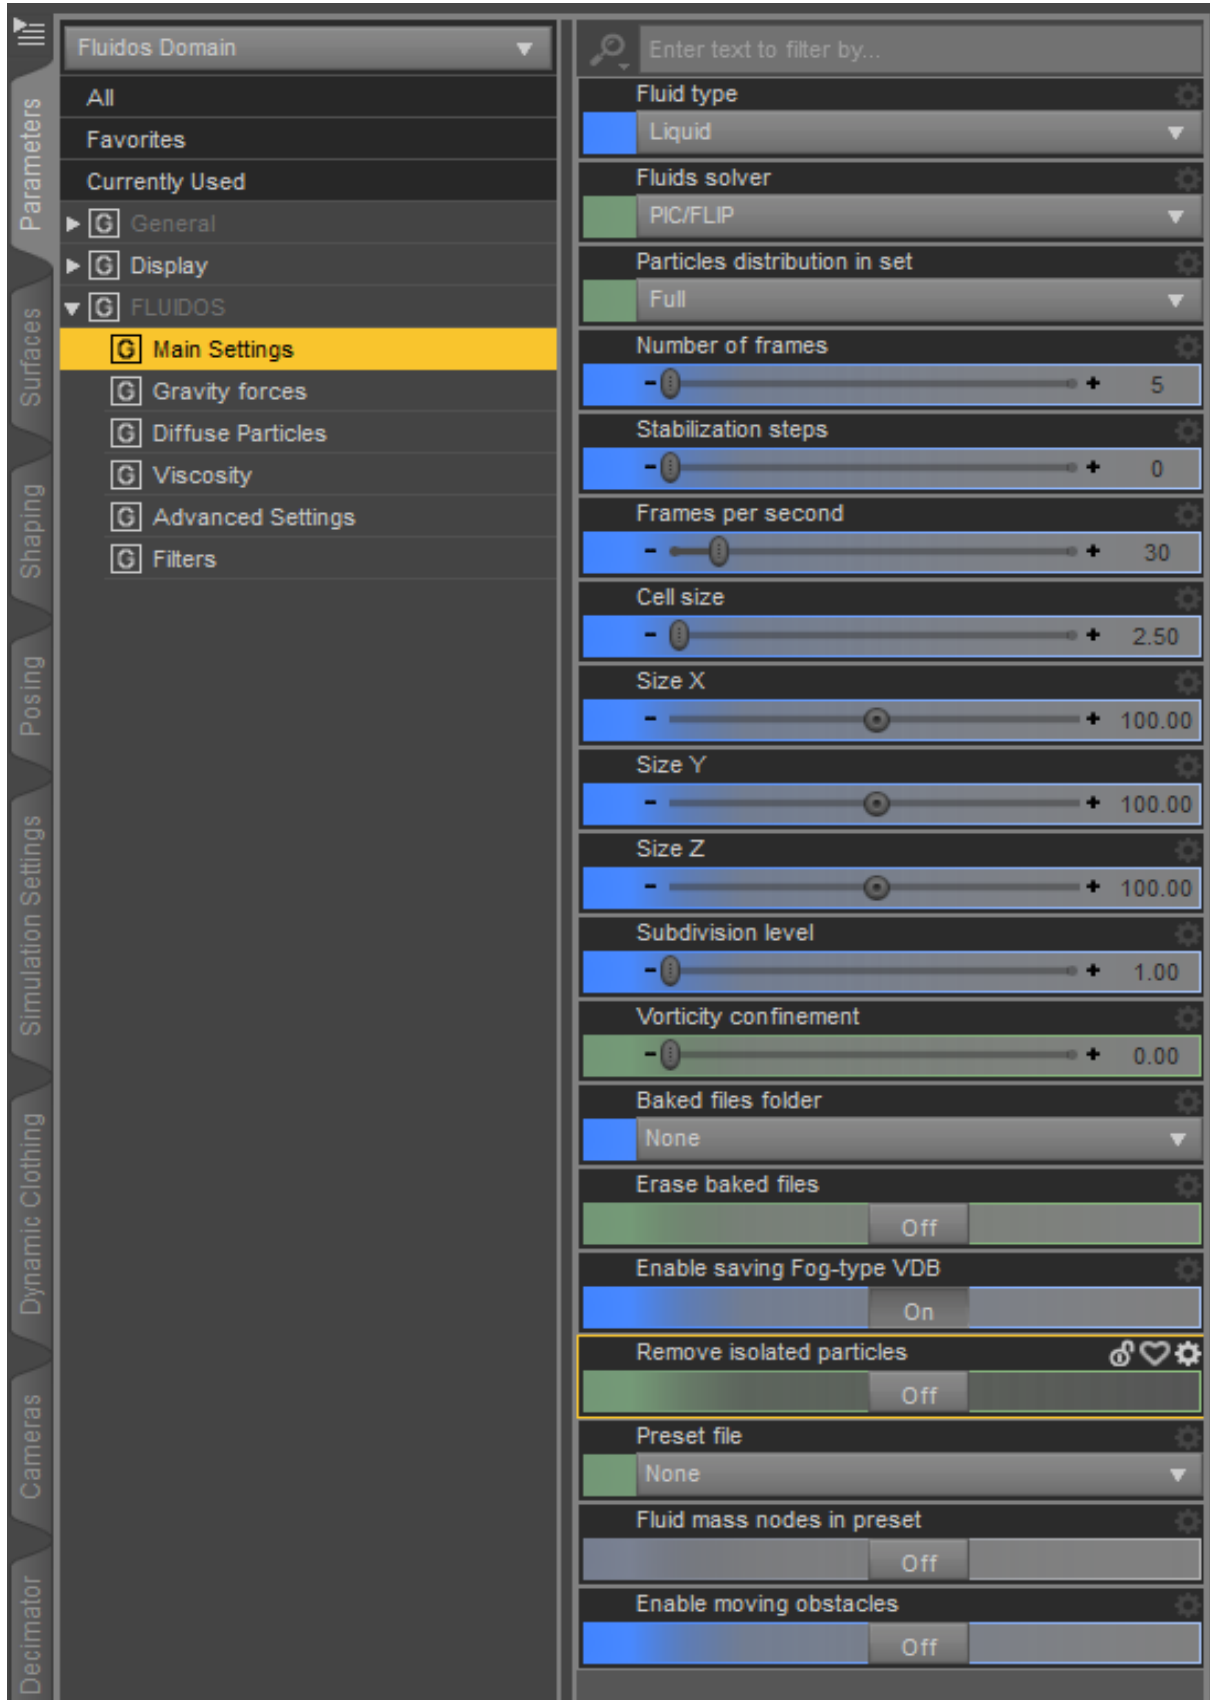 Parameters
Surfaces
Shaping
Posing
Simulation Settings
Dynamic Clothing
Cameras
Decimator
Fluidos Domain
All
Favorites
Currently Used
G General
G Display
G FLUIDOS
G Main Settings
G Gravity forces
G Diffuse Particles
G Viscosity
G Advanced Settings
G Filters
Enter text to filter by...
Fluid type
Liquid
Fluids solver
PIC/FLIP
Particles distribution in set
Full
Number of frames
- + 5
Stabilization steps
- + 0
Frames per second
- + 30
Cell size
- + 2.50
Size X
- + 100.00
Size Y
- + 100.00
Size Z
- + 100.00
Subdivision level
- + 1.00
Vorticity confinement
- + 0.00
Baked files folder
None
Erase baked files
Off
Enable saving Fog-type VDB
On
Remove isolated particles
Off
Preset file
None
Fluid mass nodes in preset
Off
Enable moving obstacles
Off